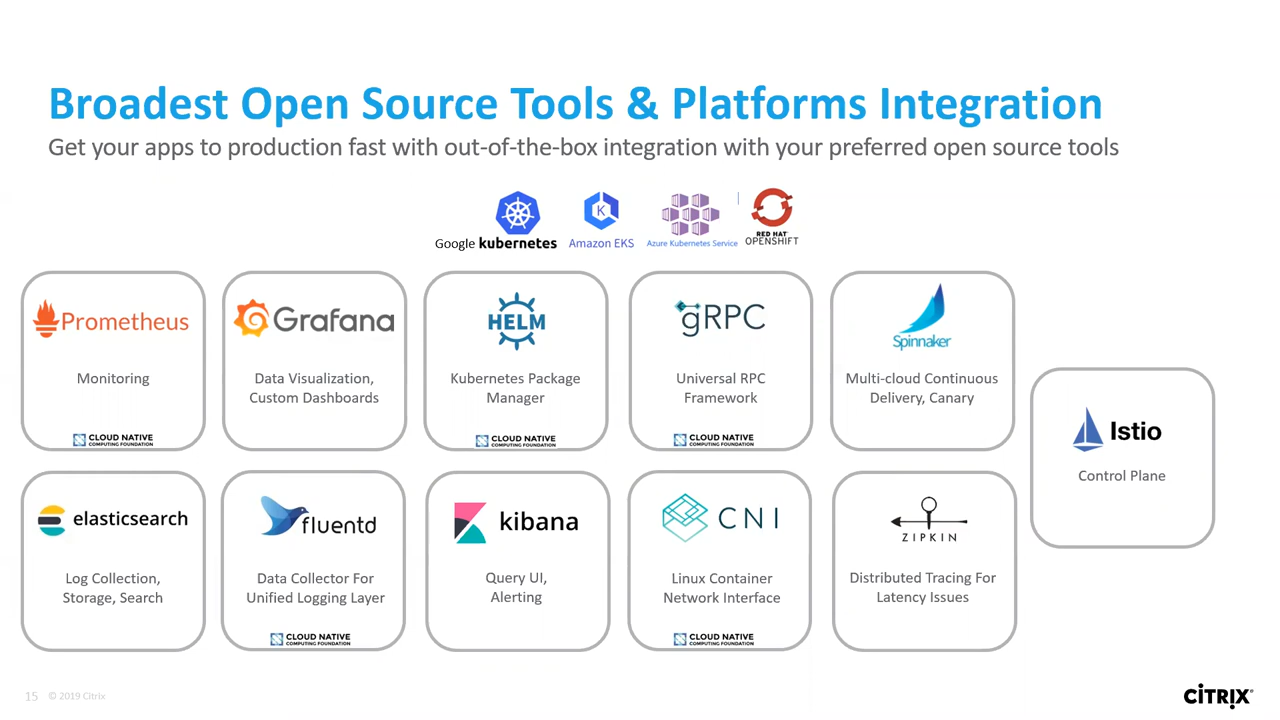 Broadest Open Source Tools & Platforms Integration
Get your apps to production fast with out-of-the-box integration with your preferred open source tools
Google kubernetes
Amazon EKS
Azure Kubernetes Service
RED HAT®
OPENSHIFT
Prometheus
Monitoring
CLOUD NATIVE
COMPUTING FOUNDATION
Grafana
Data Visualization,
Custom Dashboards
HELM
Kubernetes Package
Manager
CLOUD NATIVE
COMPUTING FOUNDATION
gRPC
Universal RPC
Framework
CLOUD NATIVE
COMPUTING FOUNDATION
Spinnaker
Multi-cloud Continuous
Delivery, Canary
Istio
Control Plane
elasticsearch
Log Collection,
Storage, Search
fluentd
Data Collector For
Unified Logging Layer
CLOUD NATIVE
COMPUTING FOUNDATION
kibana
Query UI,
Alerting
CNI
Linux Container
Network Interface
CLOUD NATIVE
COMPUTING FOUNDATION
ZIPKIN
Distributed Tracing For
Latency Issues
15 © 2019 Citrix
CİTRIX®